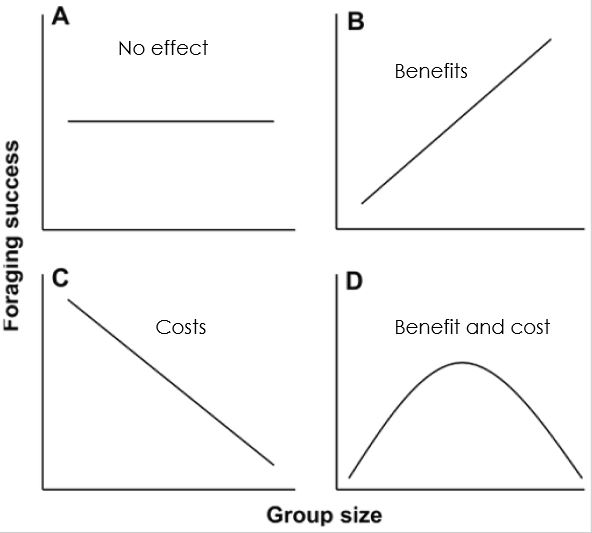 A
No effect
B
Benefits
Foraging success
C
Costs
D
Benefit and cost
Group size